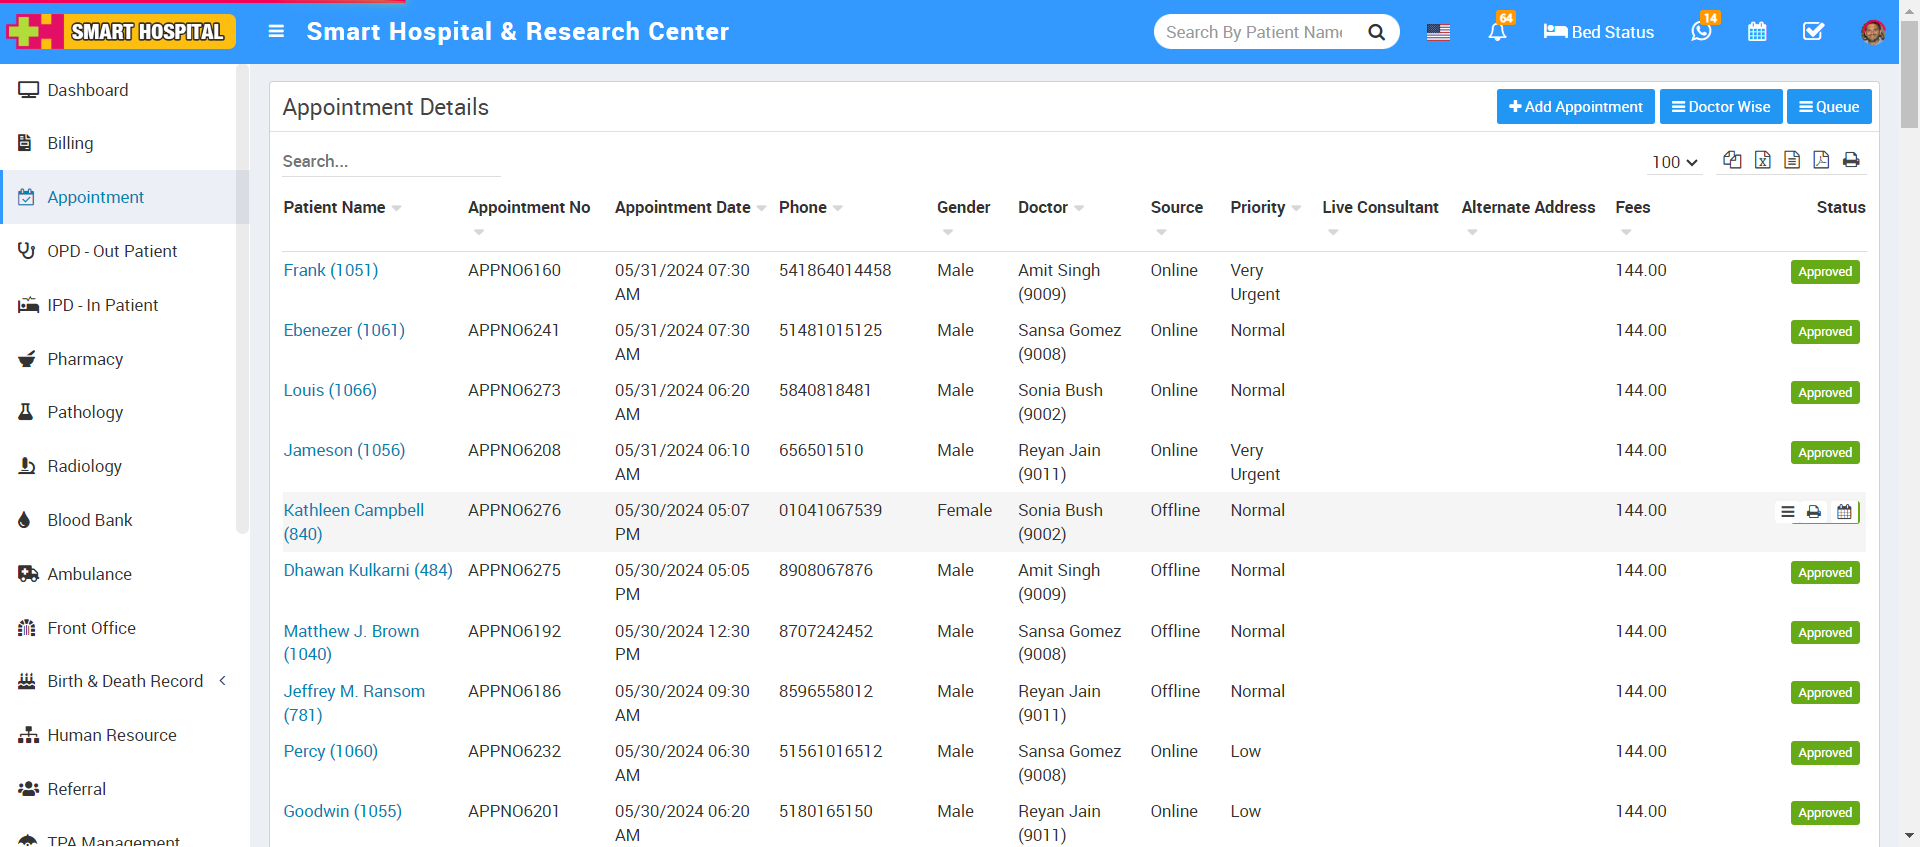 SMART HOSPITAL
Smart Hospital & Research Center
Search By Patient Name
64
Bed Status
14
Dashboard
Billing
Appointment
OPD - Out Patient
IPD - In Patient
Pharmacy
Pathology
Radiology
Blood Bank
Ambulance
Front Office
Birth & Death Record
Human Resource
Referral
TPA Management
Appointment Details
Add Appointment
Doctor Wise
Queue
Search...
100
Patient Name Appointment No Appointment Date Phone Gender Doctor Source Priority Live Consultant Alternate Address Fees Status
Frank (1051) APPNO6160 05/31/2024 07:30 541864014458 Male Amit Singh Online Very 144.00 Approved
AM (9009) Urgent
Ebenezer (1061) APPNO6241 05/31/2024 07:30 51481015125 Male Sansa Gomez Online Normal 144.00 Approved
AM (9008)
Louis (1066) APPNO6273 05/31/2024 06:20 5840818481 Male Sonia Bush Online Normal 144.00 Approved
AM (9002)
Jameson (1056) APPNO6208 05/31/2024 06:10 656501510 Male Reyan Jain Online Very 144.00 Approved
AM (9011) Urgent
Kathleen Campbell APPNO6276 05/30/2024 05:07 01041067539 Female Sonia Bush Offline Normal 144.00
(840) PM (9002)
Dhawan Kulkarni (484) APPNO6275 05/30/2024 05:05 8908067876 Male Amit Singh Offline Normal 144.00 Approved
PM (9009)
Matthew J. Brown APPNO6192 05/30/2024 12:30 8707242452 Male Sansa Gomez Offline Normal 144.00 Approved
(1040) PM (9008)
Jeffrey M. Ransom APPNO6186 05/30/2024 09:30 8596558012 Male Reyan Jain Offline Normal 144.00 Approved
(781) AM (9011)
Percy (1060) APPNO6232 05/30/2024 06:30 51561016512 Male Sansa Gomez Online Low 144.00 Approved
AM (9008)
Goodwin (1055) APPNO6201 05/30/2024 06:20 5180165150 Male Reyan Jain Online Low 144.00 Approved
AM (9011)